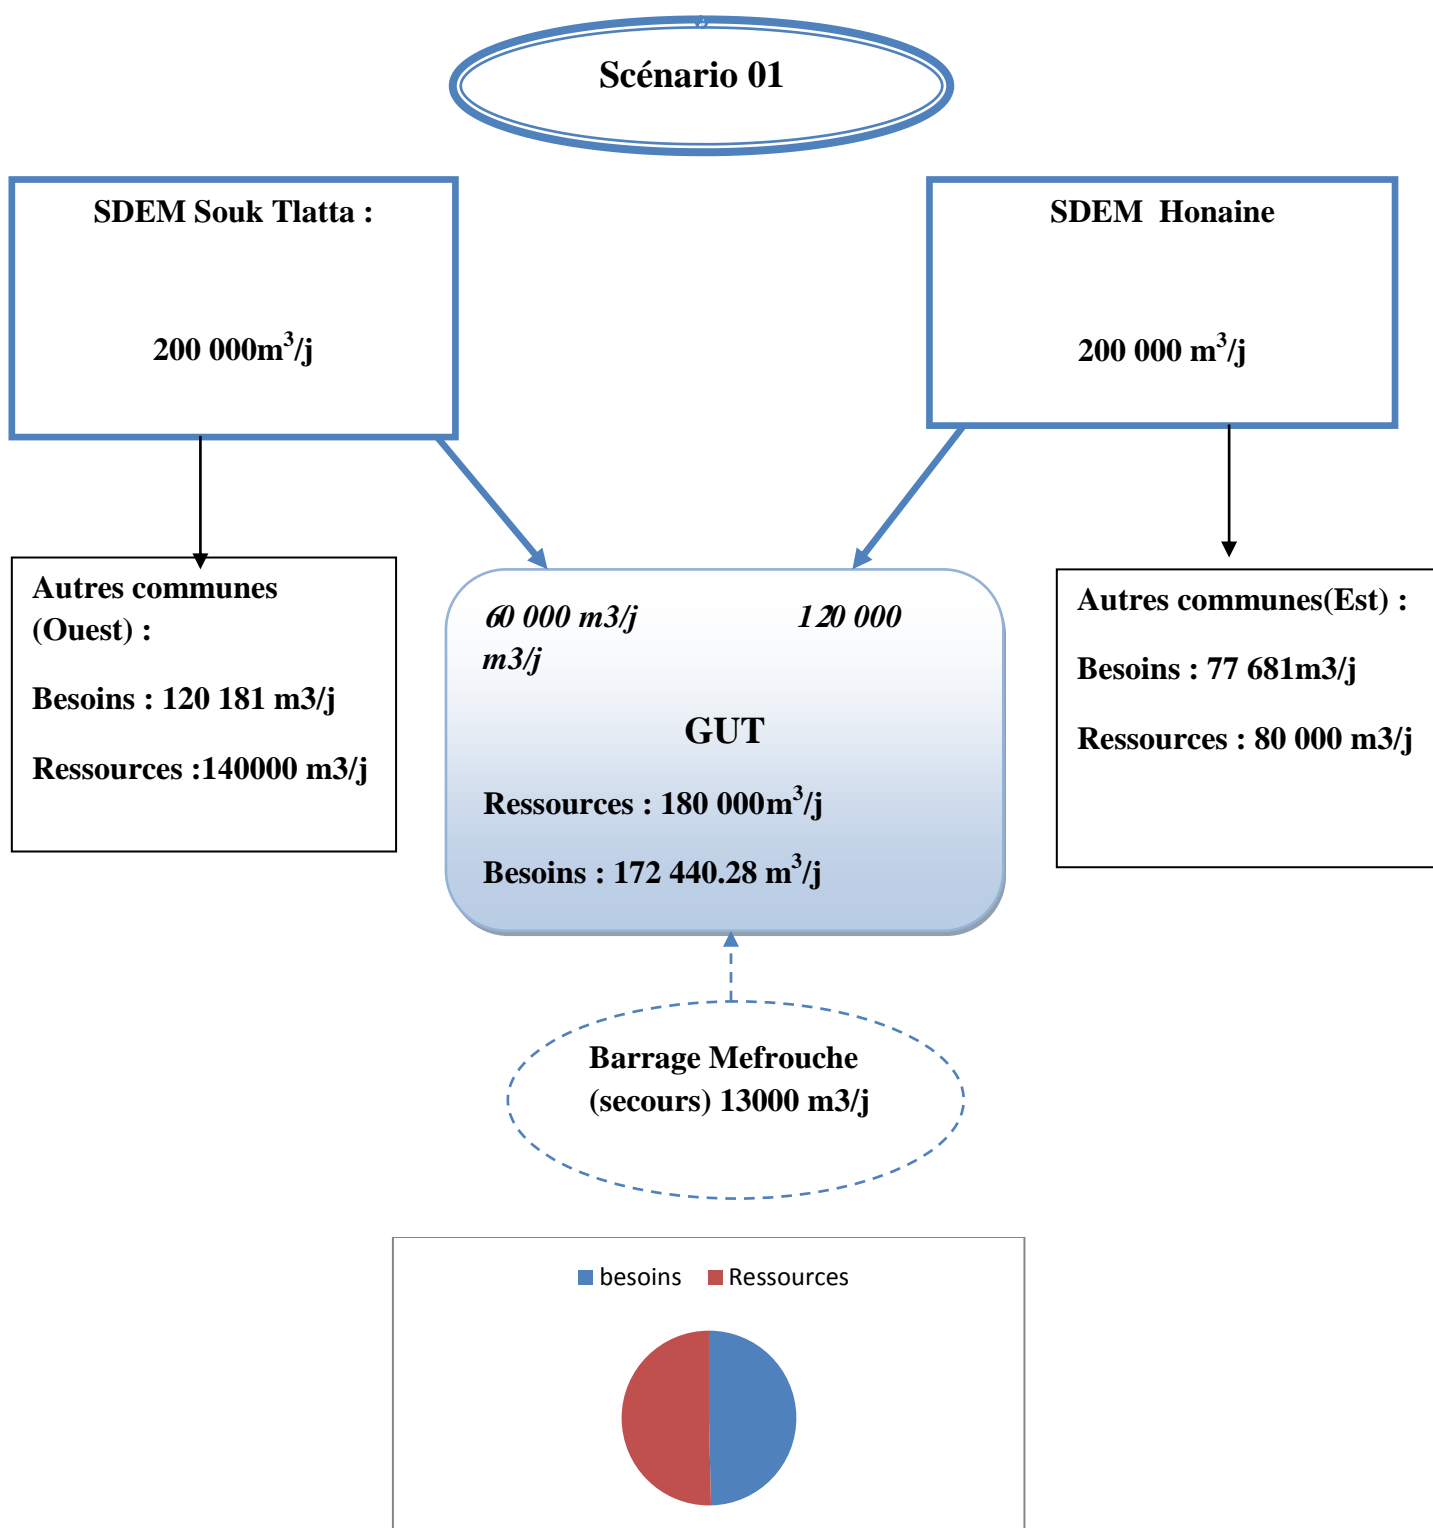 Scénario 01
SDEM Souk Tlatta :
200 000m³/j
SDEM Honaine
200 000 m³/j
Autres communes
(Ouest) :
Besoins : 120 181 m3/j
Ressources :140000 m3/j
60 000 m3/j 120 000
m3/j
GUT
Ressources : 180 000m³/j
Besoins : 172 440.28 m³/j
Autres communes(Est) :
Besoins : 77 681m3/j
Ressources : 80 000 m3/j
Barrage Mefrouche
(secours) 13000 m3/j
besoins Ressources